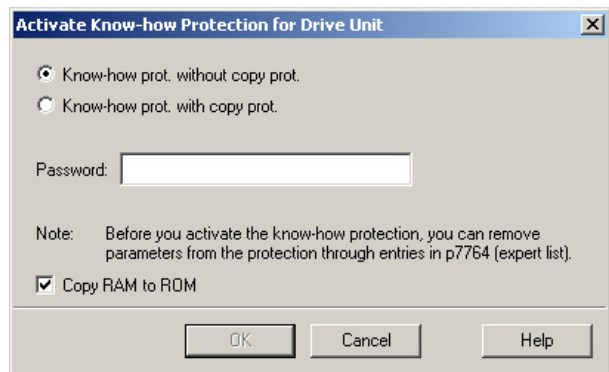 Activate Know-how Protection for Drive Unit
Know-how prot. without copy prot.
Know-how prot. with copy prot.
Password:
Note: Before you activate the know-how protection, you can remove
parameters from the protection through entries in p7764 (expert list).
Copy RAM to ROM
OK Cancel Help